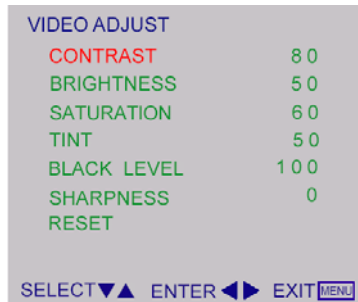 VIDEO ADJUST
CONTRAST 80
BRIGHTNESS 50
SATURATION 60
TINT 50
BLACK LEVEL 100
SHARPNESS 0
RESET
SELECT▼▲ ENTER◀▶ EXIT MENU